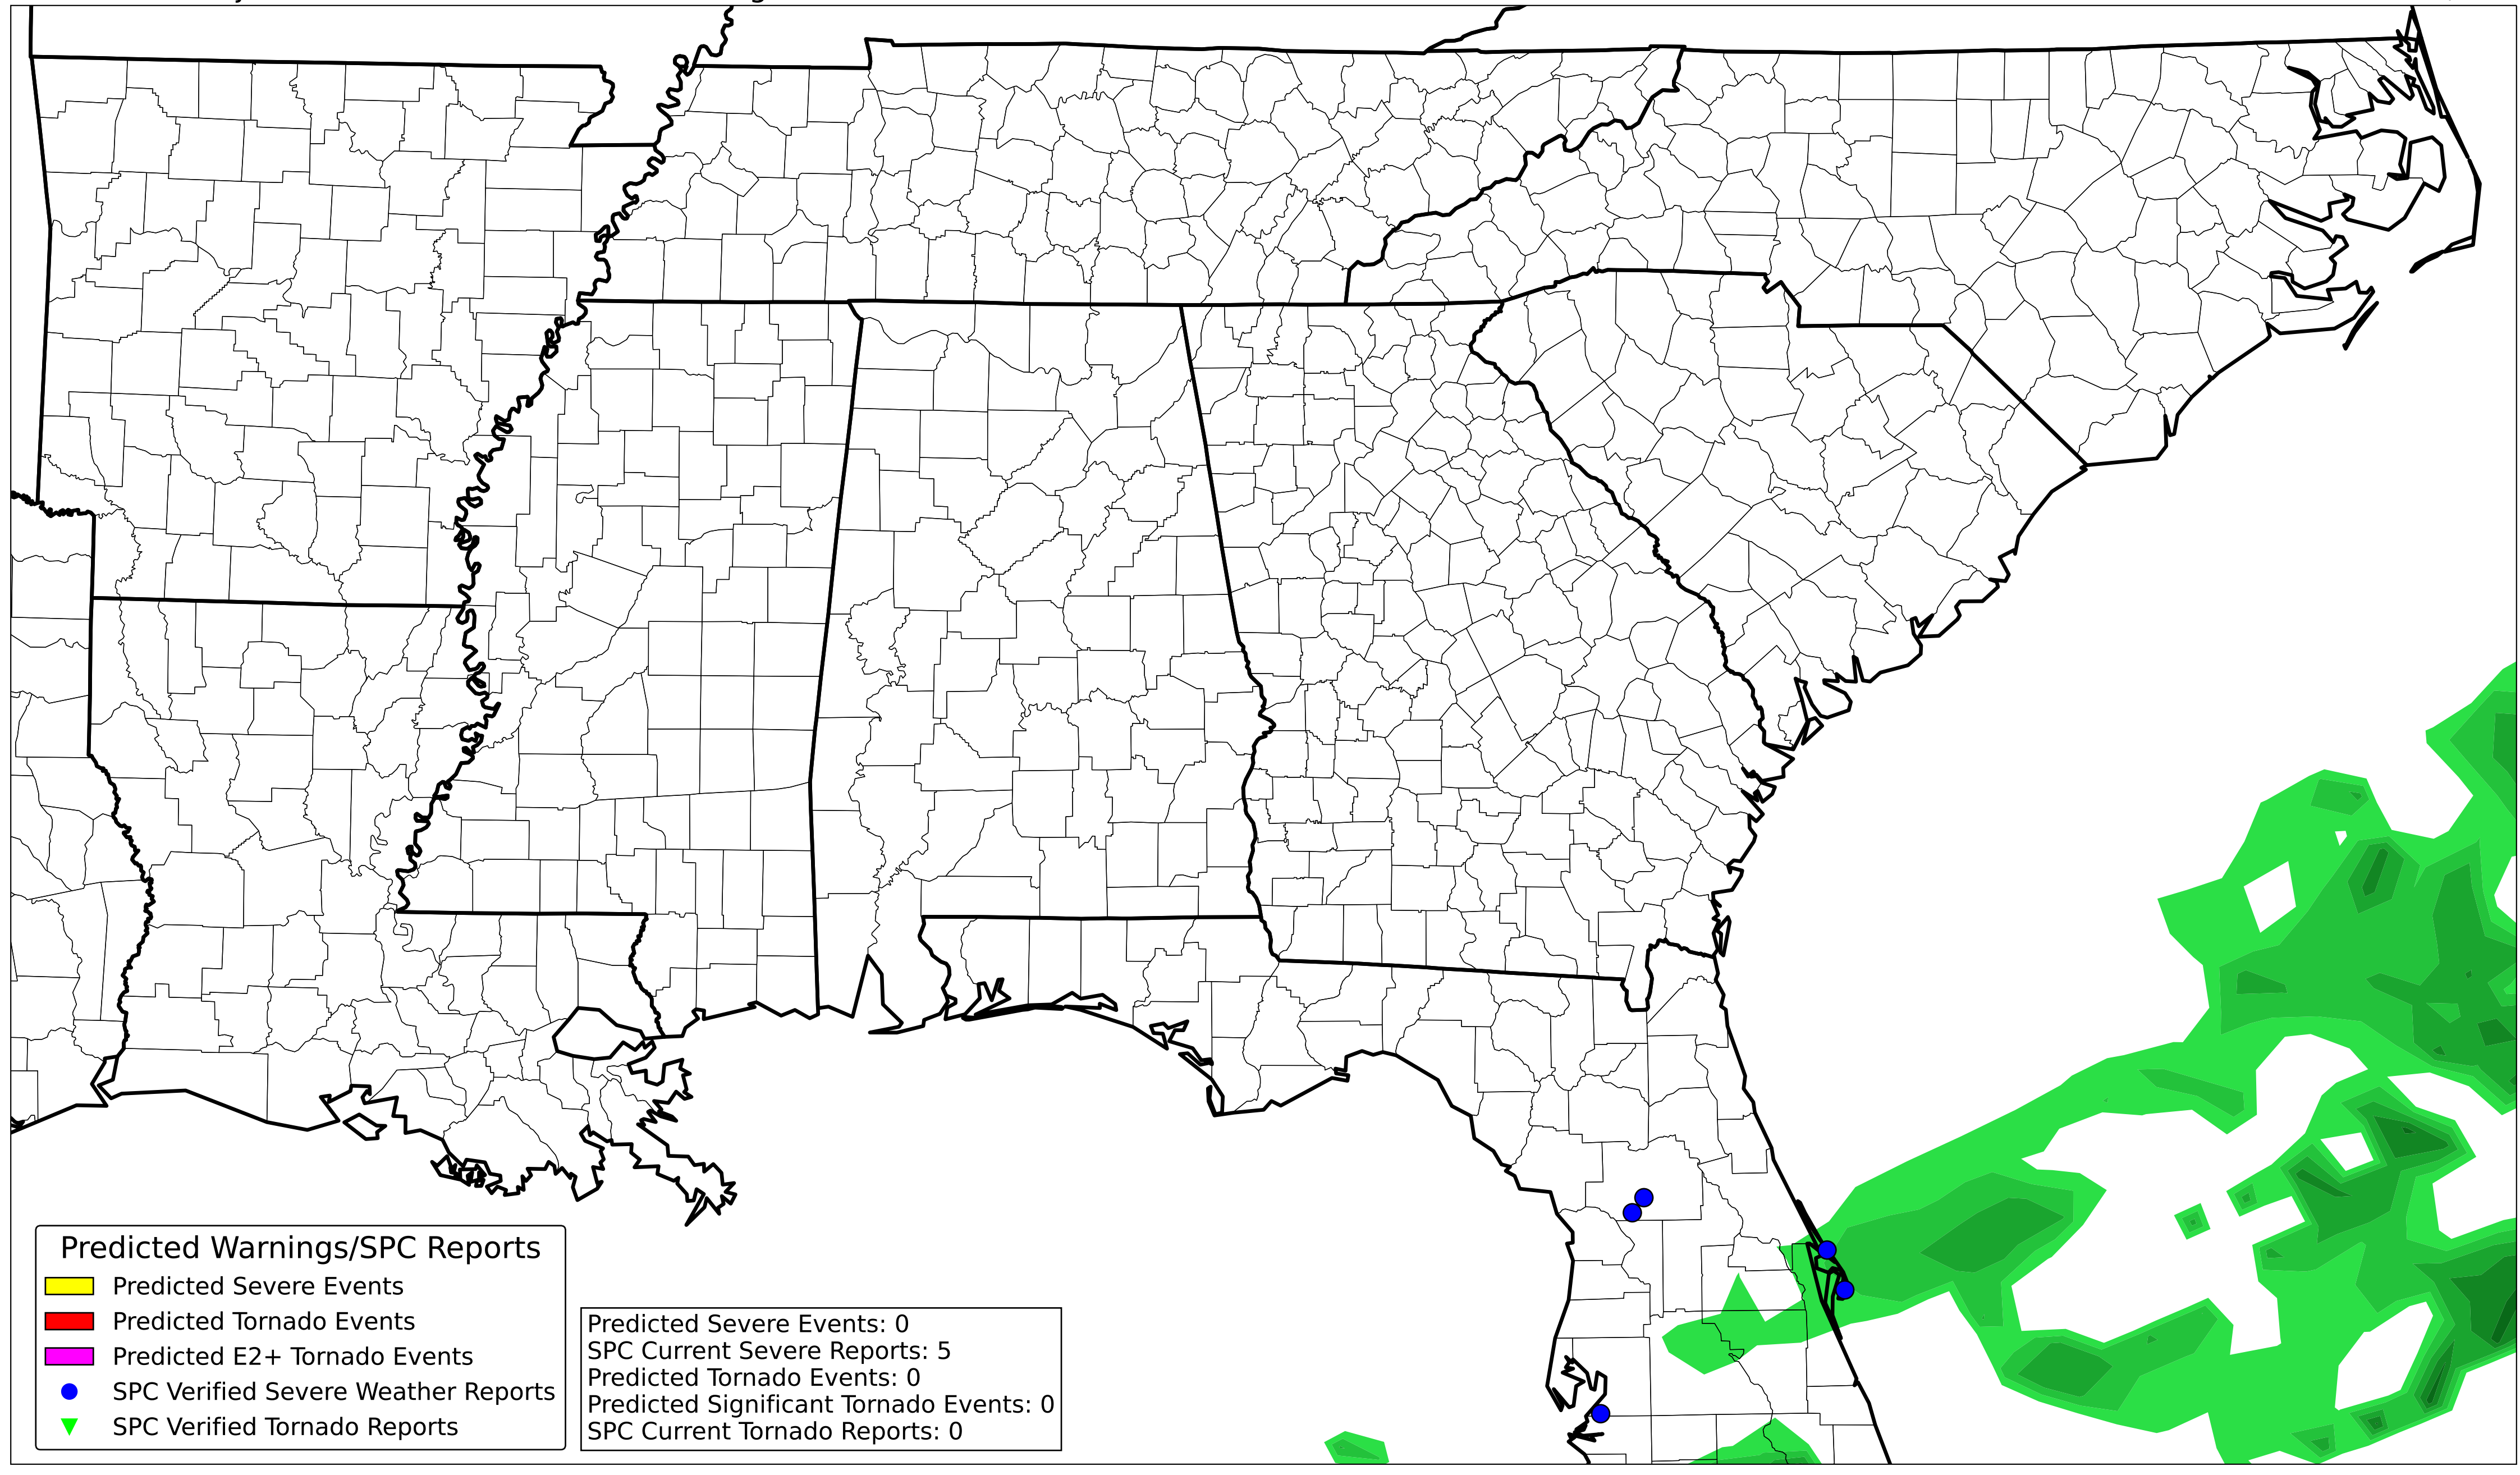 Predicted Warnings/SPC Reports
Predicted Severe Events
Predicted Tornado Events
Predicted E2+ Tornado Events
SPC Verified Severe Weather Reports
SPC Verified Tornado Reports
Predicted Severe Events: 0
SPC Current Severe Reports: 5
Predicted Tornado Events: 0
Predicted Significant Tornado Events: 0
SPC Current Tornado Reports: 0